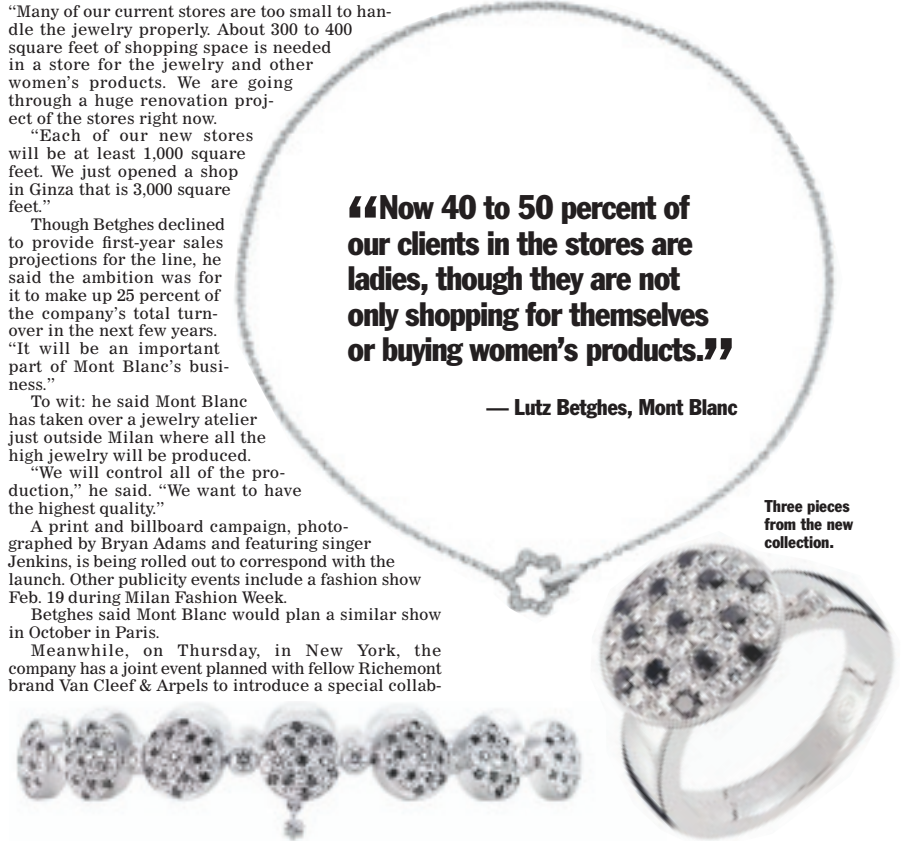 “Many of our current stores are too small to han-
dle the jewelry properly. About 300 to 400
square feet of shopping space is needed
in a store for the jewelry and other
women’s products. We are going
through a huge renovation proj-
ect of the stores right now.
“Each of our new stores
will be at least 1,000 square
feet. We just opened a shop
in Ginza that is 3,000 square
feet.”
Though Betghes declined
to provide first-year sales
projections for the line, he
said the ambition was for
it to make up 25 percent of
the company’s total turn-
over in the next few years.
“It will be an important
part of Mont Blanc’s busi-
ness.”
To wit: he said Mont Blanc
has taken over a jewelry atelier
just outside Milan where all the
high jewelry will be produced.
“We will control all of the pro-
duction,” he said. “We want to have
the highest quality.”
A print and billboard campaign, photo-
graphed by Bryan Adams and featuring singer
Jenkins, is being rolled out to correspond with the
launch. Other publicity events include a fashion show
Feb. 19 during Milan Fashion Week.
Betghes said Mont Blanc would plan a similar show
in October in Paris.
Meanwhile, on Thursday, in New York, the
company has a joint event planned with fellow Richemont
brand Van Cleef & Arpels to introduce a special collab-
“Now 40 to 50 percent of
our clients in the stores are
ladies, though they are not
only shopping for themselves
or buying women’s products.”
— Lutz Betghes, Mont Blanc
Three pieces
from the new
collection.